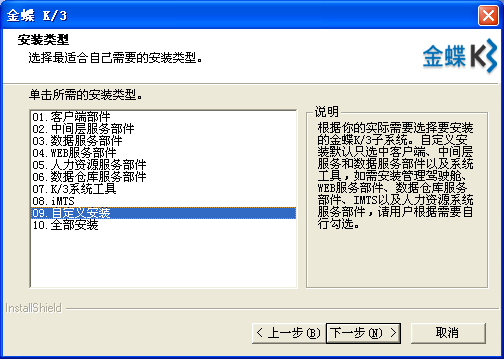 金蝶 K/3
安装类型
选择最适合自己需要的安装类型。
金蝶K3
单击所需的安装类型。
01.客户端部件
02.中间层服务部件
03.数据服务部件
04.WEB服务部件
05.人力资源服务部件
06.数据仓库服务部件
07.K/3系统工具
08.iMTS
09.自定义安装
10.全部安装
说明
根据你的实际需要选择要安装
的金蝶K/3子系统。自定义安
装默认只选中客户端、中间层
服务和数据服务部件以及系统
工具，如需安装管理驾驶舱、
WEB服务部件、数据仓库服务
部件、IMTS以及人力资源系统
服务部件，请用户根据需要自
行勾选。
InstallShield
< 上一步(B)
下一步(N) >
取消